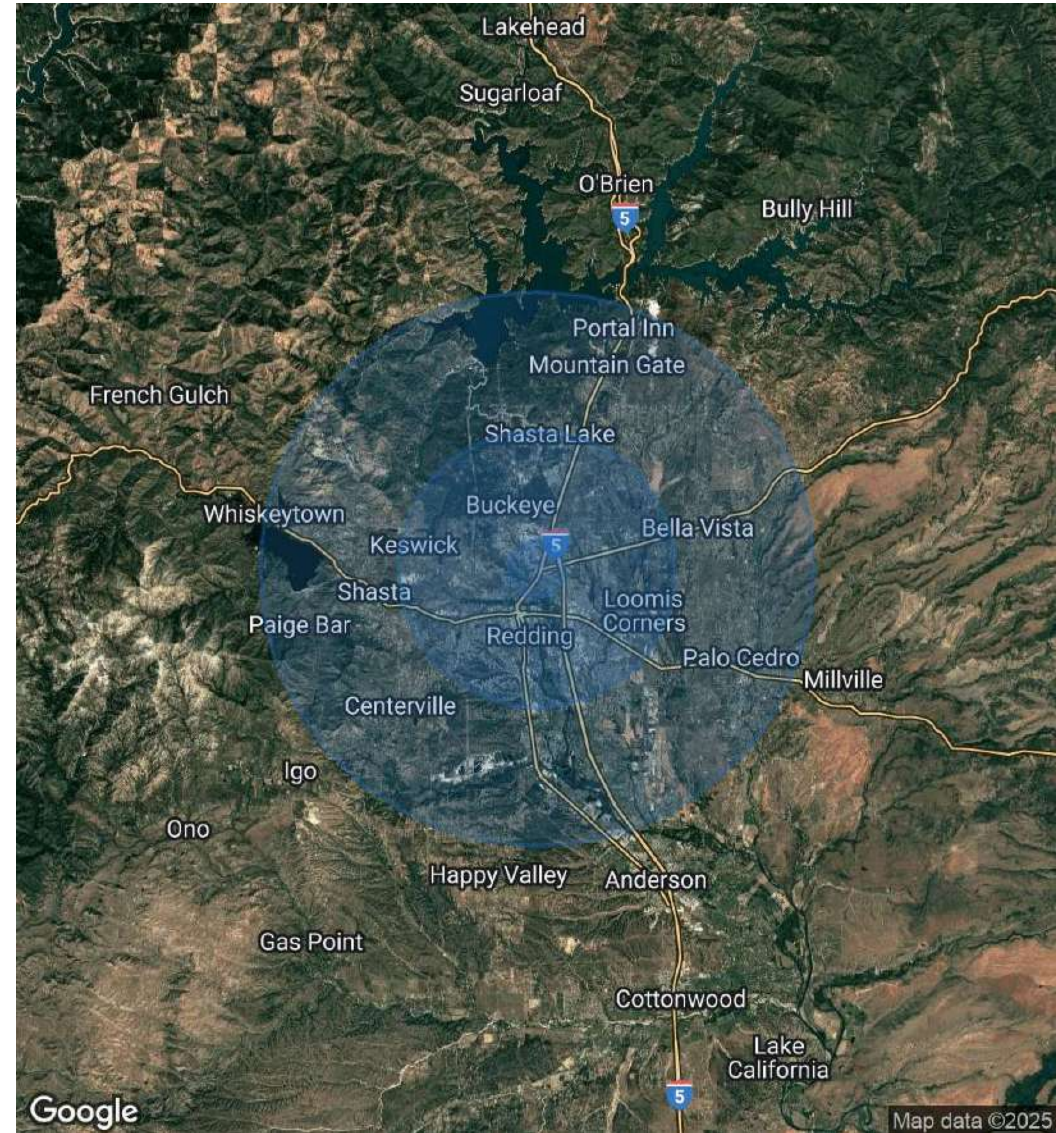 Lakehead
Sugarloaf
O'Brien
5
Bully Hill
Portal Inn
Mountain Gate
French Gulch
Shasta Lake
Buckeye
Whiskeytown
Bella Vista
Keswick
5
Shasta
Loomis
Corners
Paige Bar
Redding
Palo Cedro
Millville
Centerville
Igo
Ono
Happy Valley
Anderson
Gas Point
Cottonwood
Lake
California
5
Google
Map data ©2025